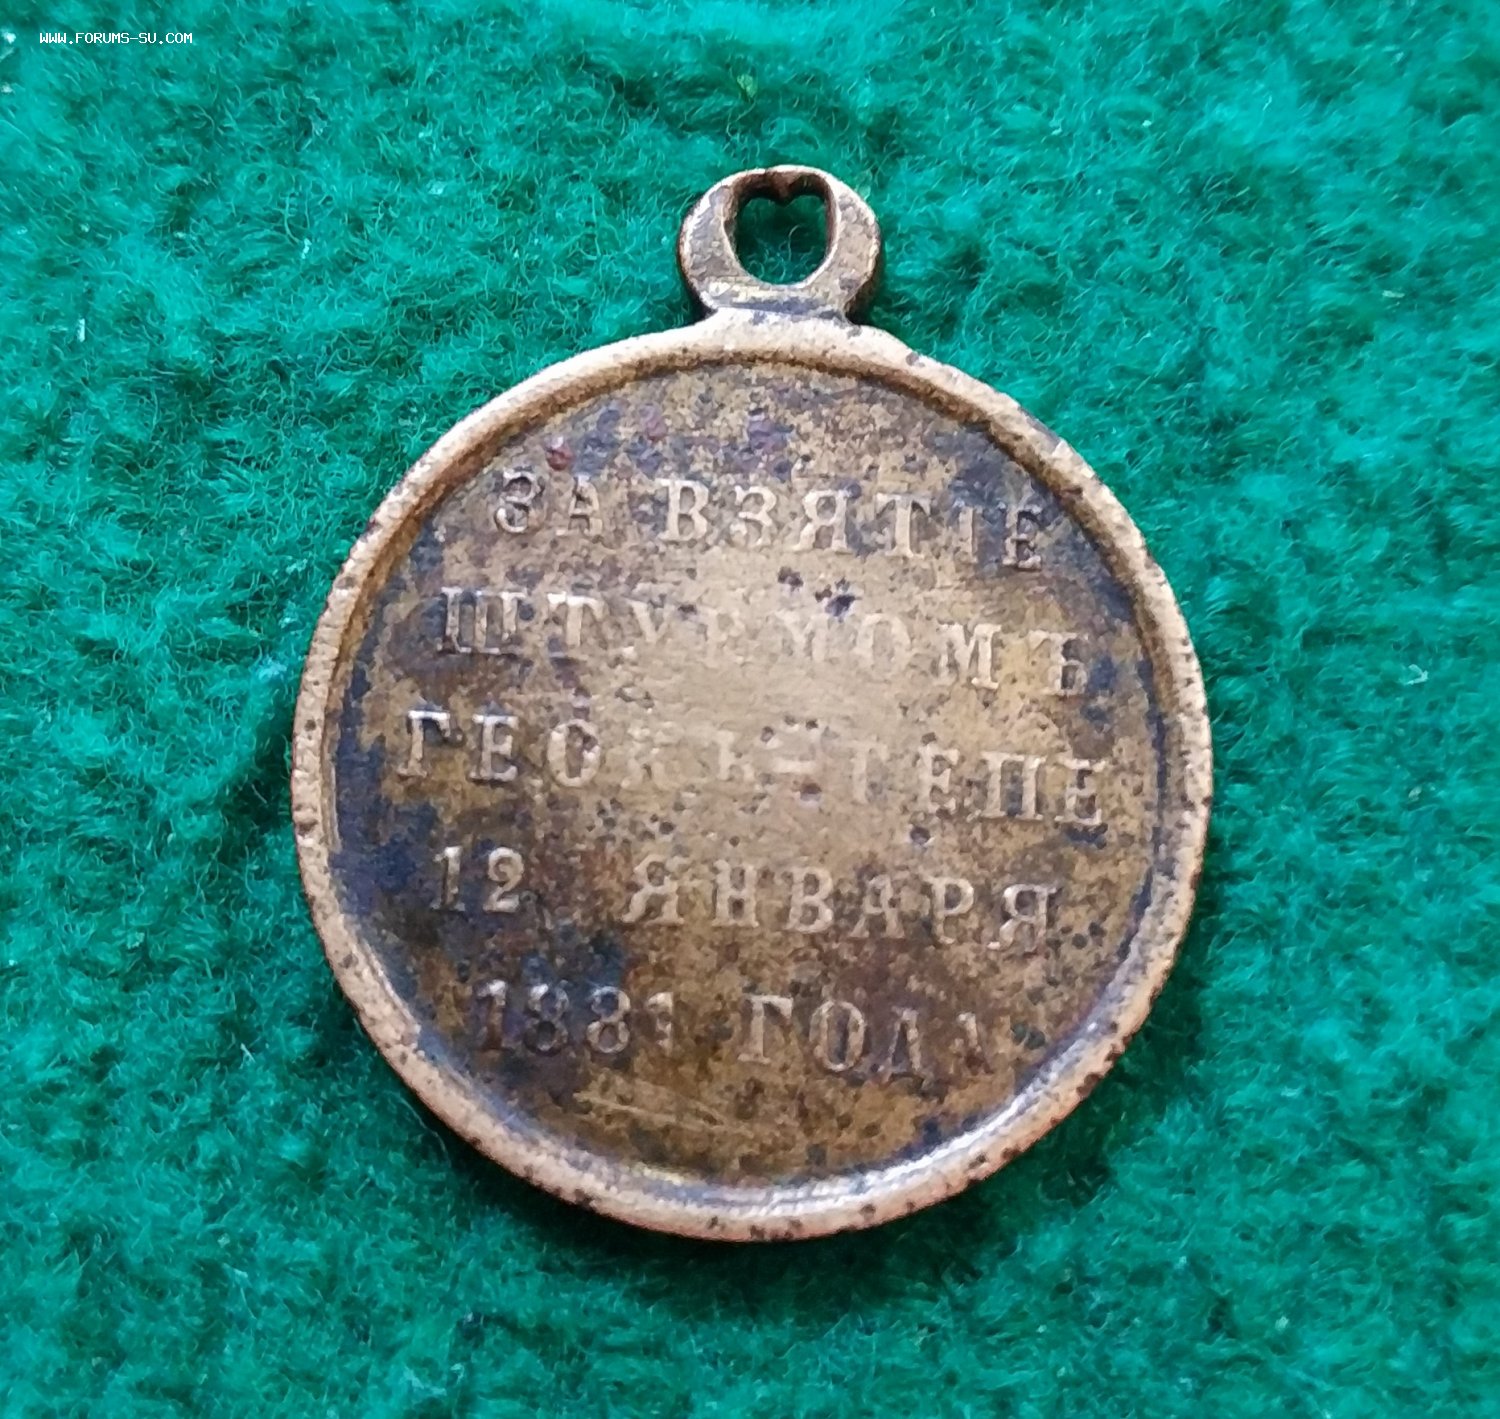 WWW.FORUMS-SU.COM
ЗА ВЗЯТІЕ
ШТУРМОМЪ
ГЕОКЪ=ТЕПЕ
12 ЯНВАРЯ
1881 ГОДА